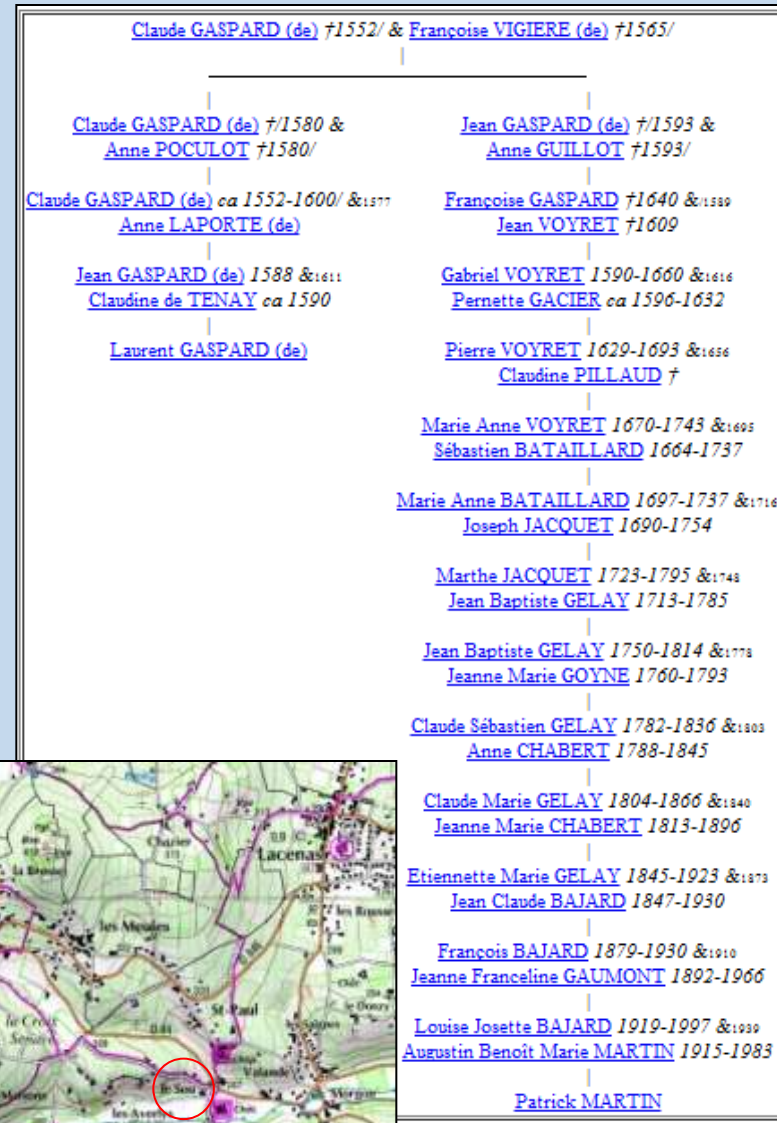 Claude GASPARD (de) †1552/ & Françoise VIGIERE (de) †1565/
Claude GASPARD (de) †/1580 &
Anne POCULOT †1580/
Claude GASPARD (de) ca 1552-1600/ &1577
Anne LAPORTE (de)
Jean GASPARD (de) 1588 &1611
Claudine de TENAY ca 1590
Laurent GASPARD (de)
Jean GASPARD (de) †/1593 &
Anne GUILLOT †1593/
Françoise GASPARD †1640 &/1589
Jean VOYRET †1609
Gabriel VOYRET 1590-1660 &1616
Pernette GACIER ca 1596-1632
Pierre VOYRET 1629-1693 &1656
Claudine PILLAUD †
Marie Anne VOYRET 1670-1743 &1695
Sébastien BATAILLARD 1664-1737
Marie Anne BATAILLARD 1697-1737 &1716
Joseph JACQUET 1690-1754
Marthe JACQUET 1723-1795 &1748
Jean Baptiste GELAY 1713-1785
Jean Baptiste GELAY 1750-1814 &1778
Jeanne Marie GOYNE 1760-1793
Claude Sébastien GELAY 1782-1836 &1803
Anne CHABERT 1788-1845
Claude Marie GELAY 1804-1866 &1840
Jeanne Marie CHABERT 1813-1896
Etiennette Marie GELAY 1845-1923 &1873
Jean Claude BAJARD 1847-1930
François BAJARD 1879-1930 &1910
Jeanne Franceline GAUMONT 1892-1966
Louise Josette BAJARD 1919-1997 &1939
Augustin Benoît Marie MARTIN 1915-1983
Patrick MARTIN
Lacenas
les Meules
St-Paul
la Croix
le Sou
Morgon